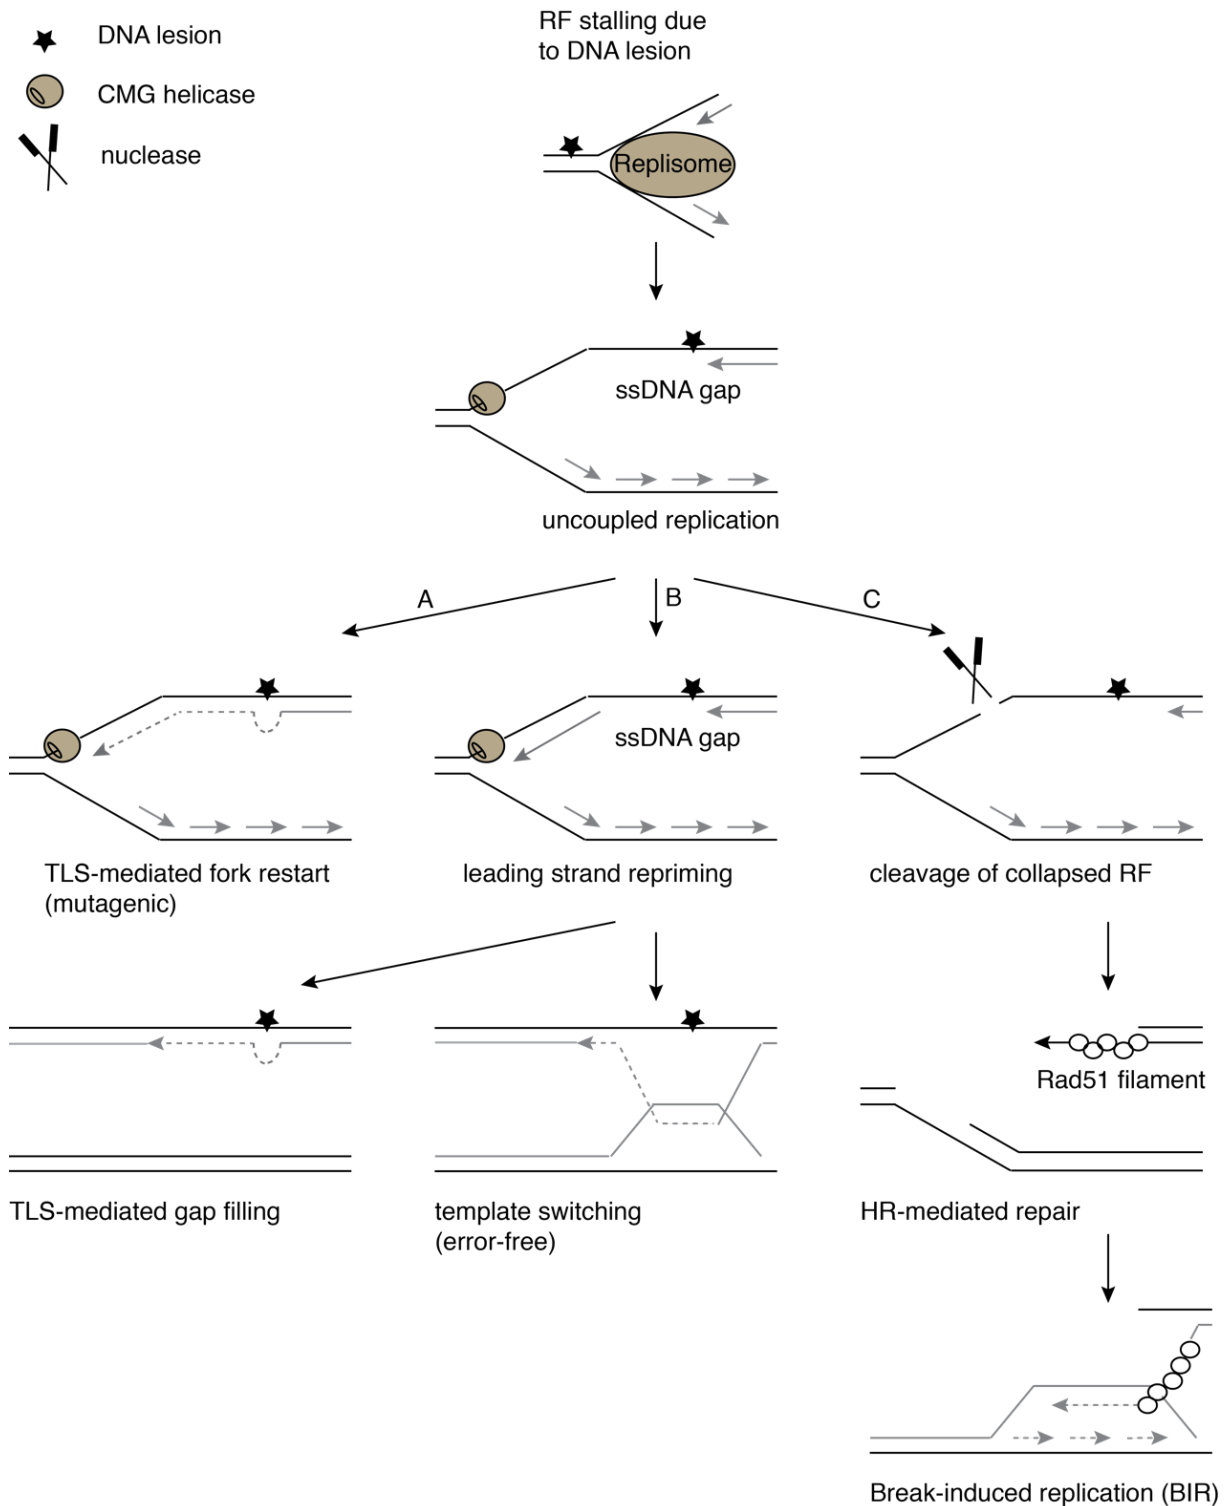 DNA lesion
CMG helicase
nuclease
RF stalling due
to DNA lesion
Replisome
ssDNA gap
uncoupled replication
A
B
C
ssDNA gap
TLS-mediated fork restart
(mutagenic)
leading strand repriming
cleavage of collapsed RF
Rad51 filament
TLS-mediated gap filling
template switching
(error-free)
HR-mediated repair
Break-induced replication (BIR)